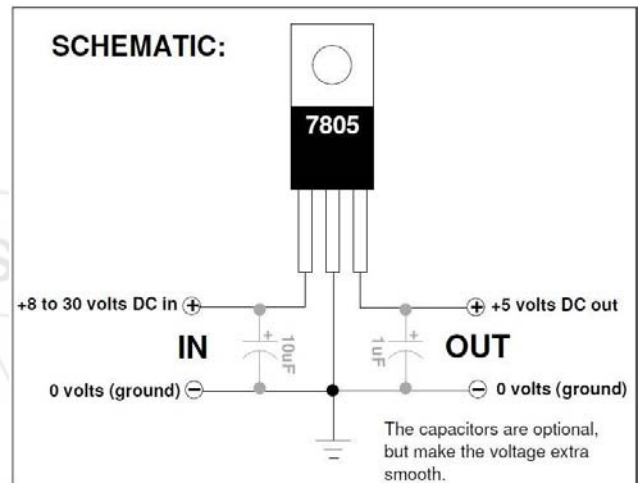 SCHEMATIC:
7805
+8 to 30 volts DC in
+
+
+5 volts DC out
IN
+
10uF
+
1uF
OUT
0 volts (ground)
−
−
0 volts (ground)
The capacitors are optional,
but make the voltage extra
smooth.